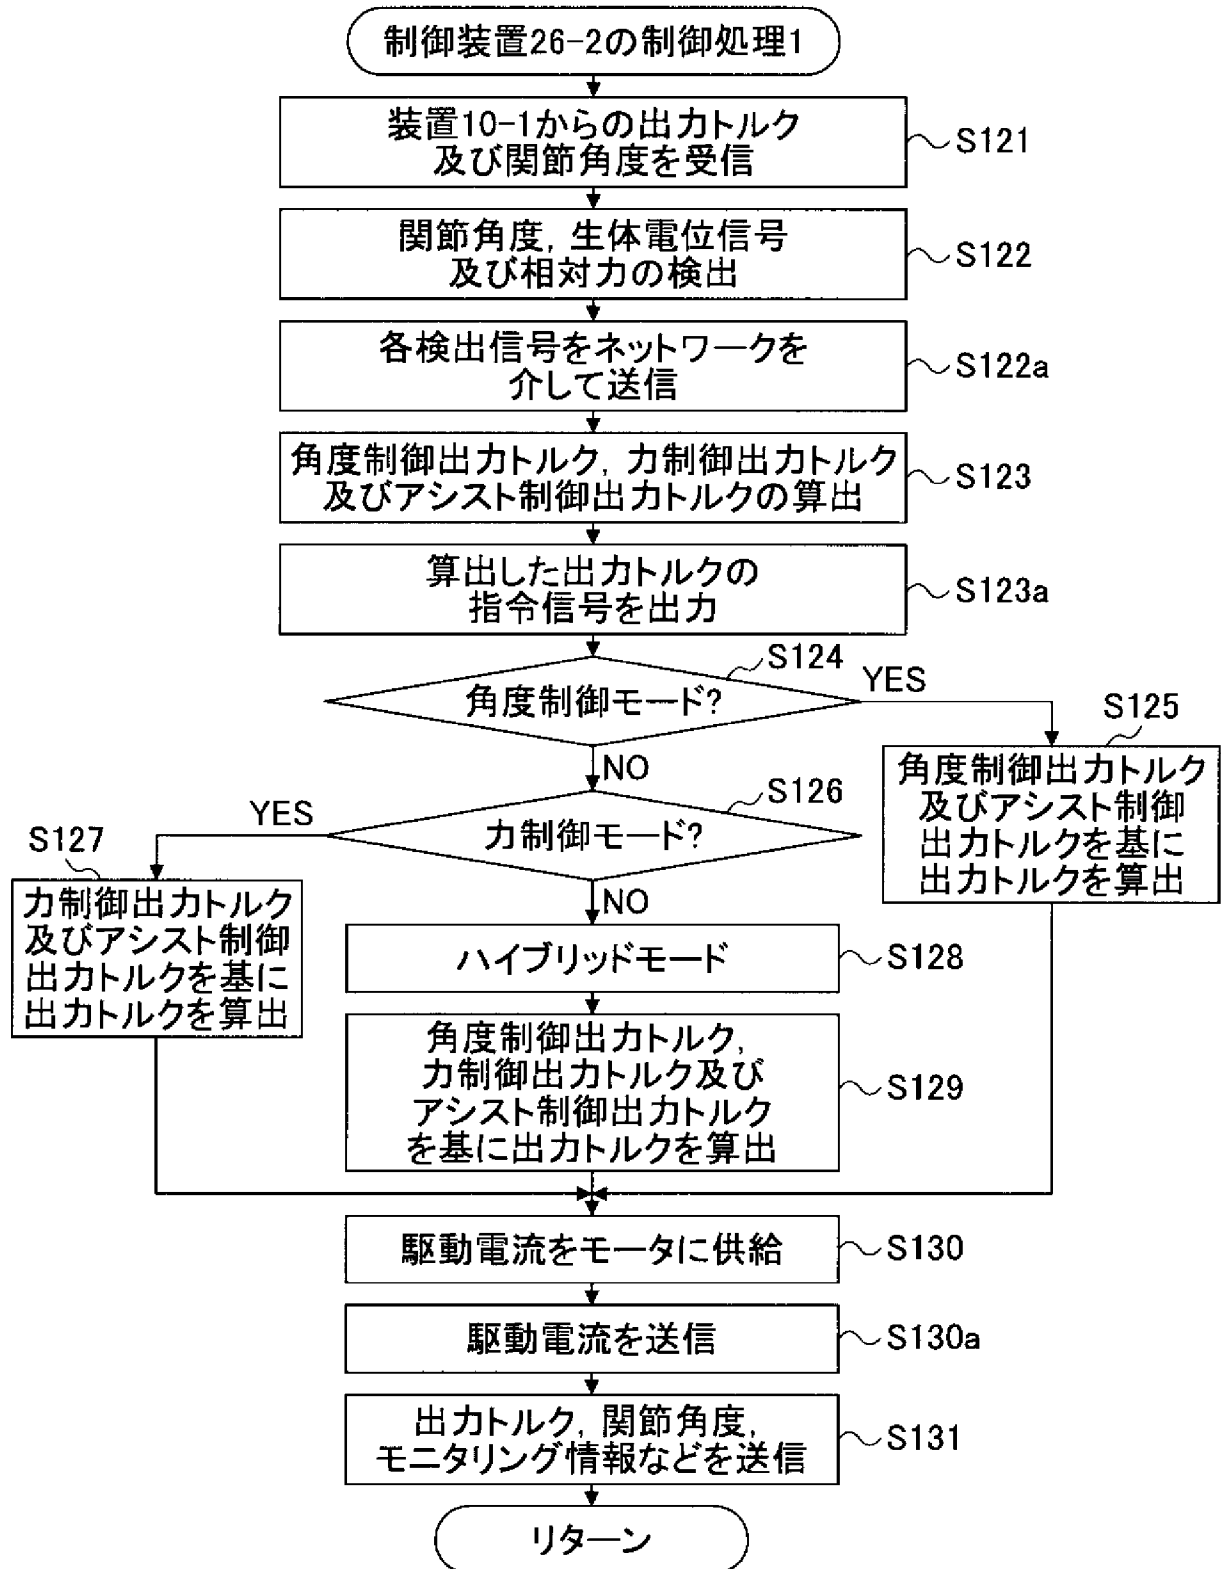 制御装置26-2の制御処理1
装置10-1からの出力トルク
及び関節角度を受信
S121
関節角度, 生体電位信号
及び相対力の検出
S122
各検出信号をネットワークを
介して送信
S122a
角度制御出力トルク, 力制御出力トルク
及びアシスト制御出力トルクの算出
S123
算出した出力トルクの
指令信号を出力
S123a
S124
角度制御モード?
YES
NO
S125
角度制御出力トルク
及びアシスト制御
出力トルクを基に
出力トルクを算出
S126
力制御モード?
YES
NO
S127
力制御出力トルク
及びアシスト制御
出力トルクを基に
出力トルクを算出
ハイブリッドモード
S128
角度制御出力トルク,
力制御出力トルク及び
アシスト制御出力トルク
を基に出力トルクを算出
S129
駆動電流をモータに供給
S130
駆動電流を送信
S130a
出力トルク, 関節角度,
モニタリング情報などを送信
S131
リターン